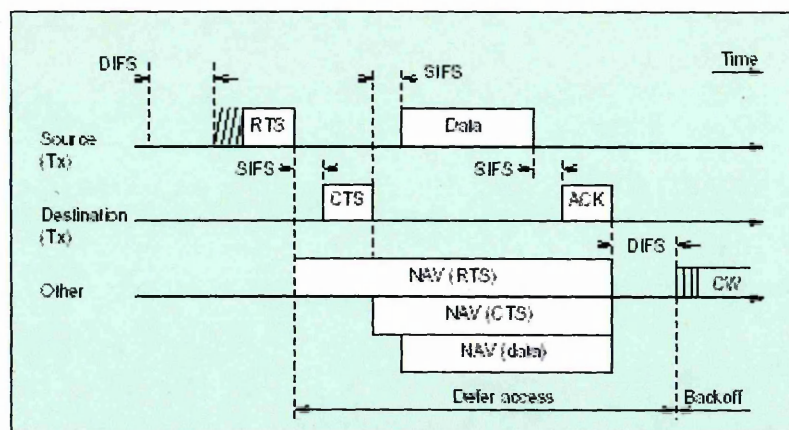 DIFS
SIFS
Time
RTS
Data
Source
(Tx)
SIFS
SIFS
CTS
ACK
Destination
(Tx)
DIFS
NAV (RTS)
CW
Other
NAV (CTS)
NAV (data)
Defer access
Backoff